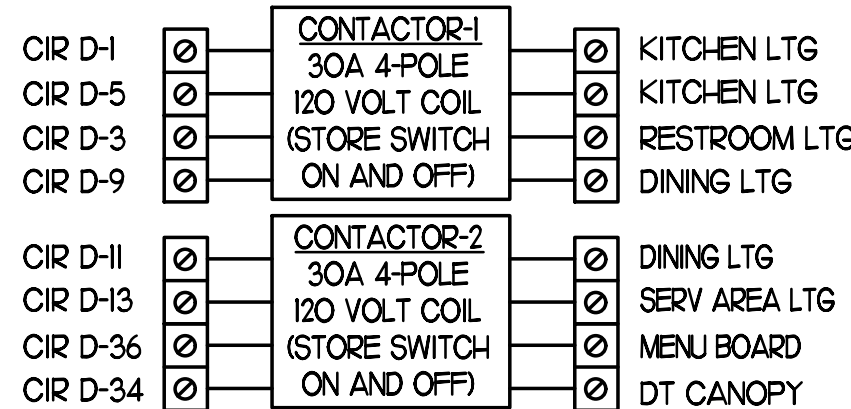 CIR D-1
CIR D-5
CIR D-3
CIR D-9
CONTACTOR-1
30A 4-POLE
120 VOLT COIL
(STORE SWITCH
ON AND OFF)
KITCHEN LTG
KITCHEN LTG
RESTROOM LTG
DINING LTG
CIR D-11
CIR D-13
CIR D-36
CIR D-34
CONTACTOR-2
30A 4-POLE
120 VOLT COIL
(STORE SWITCH
ON AND OFF)
DINING LTG
SERV AREA LTG
MENU BOARD
DT CANOPY